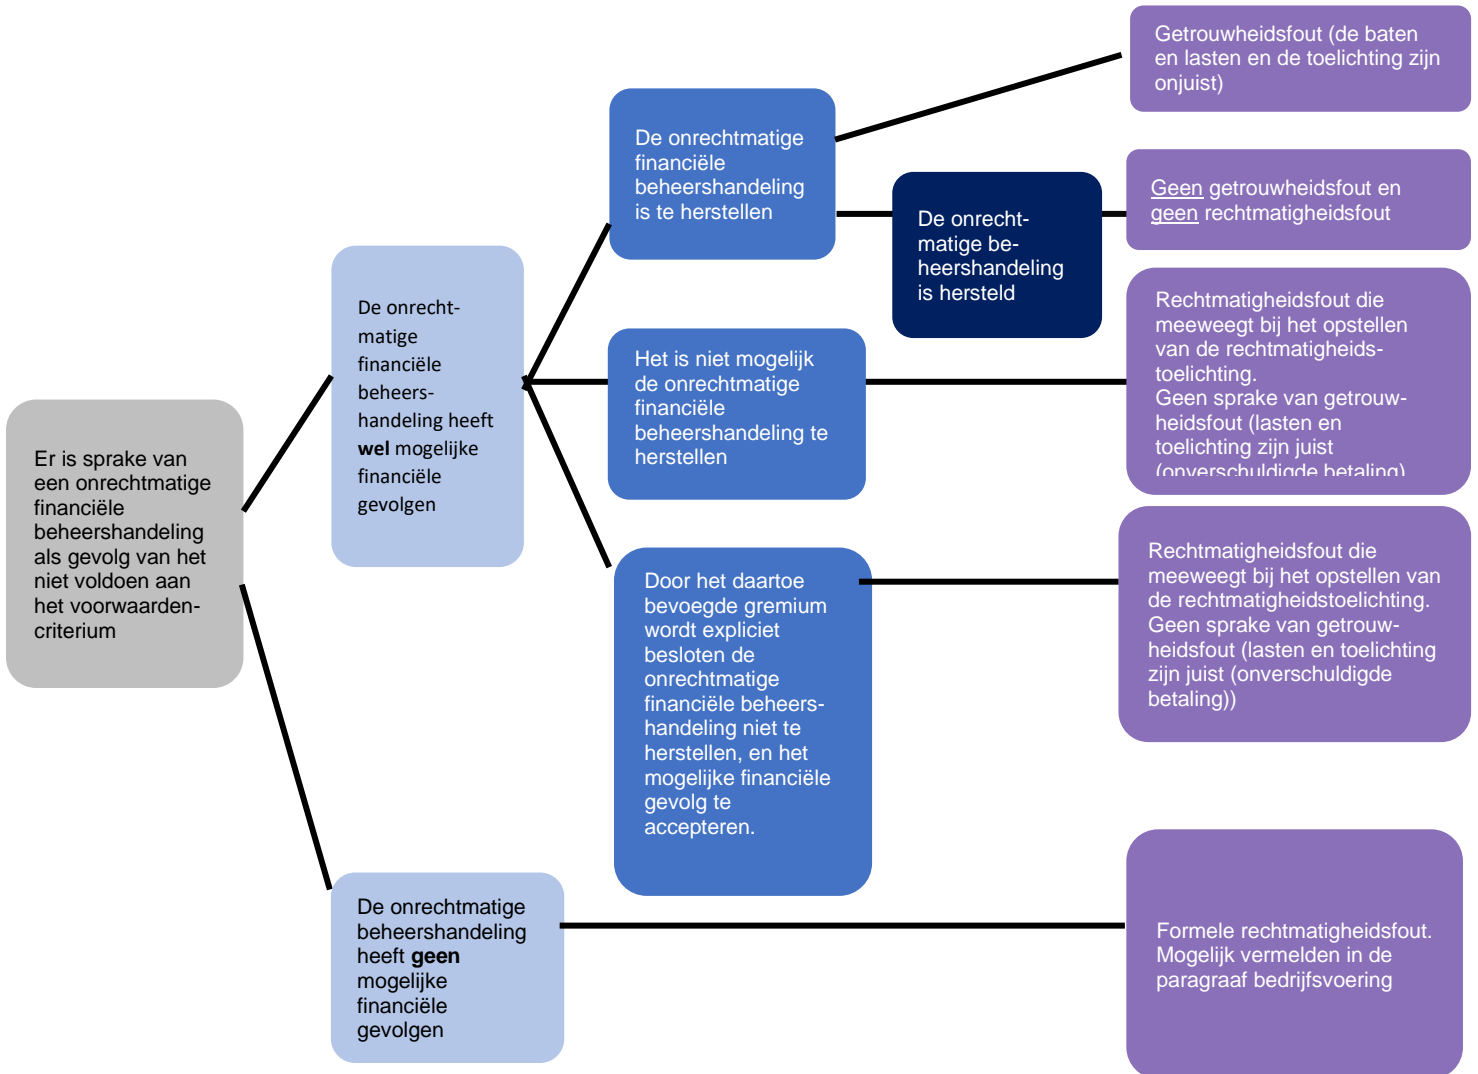 Er is sprake van
een onrechtmatige
financiële
beheershandeling
als gevolg van het
niet voldoen aan
het voorwaarden-
criterium
De onrecht-
matige
financiële
beheers-
handeling heeft
wel mogelijke
financiële
gevolgen
De onrechtmatige
beheershandeling
heeft geen
mogelijke
financiële
gevolgen
De onrechtmatige
financiële
beheershandeling
is te herstellen
Het is niet mogelijk
de onrechtmatige
financiële
beheershandeling te
herstellen
Door het daartoe
bevoegde gremium
wordt expliciet
besloten de
onrechtmatige
financiële beheers-
handeling niet te
herstellen, en het
mogelijke financiële
gevolg te
accepteren.
De onrecht-
matige be-
heershandeling
is hersteld
Getrouwheidsfout (de baten
en lasten en de toelichting zijn
onjuist)
Geen getrouwheidsfout en
geen rechtmatigheidsfout
Rechtmatigheidsfout die
meeweegt bij het opstellen
van de rechtmatigheids-
toelichting.
Geen sprake van getrouw-
heidsfout (lasten en
toelichting zijn juist
(onverschuldigde betaling)
Rechtmatigheidsfout die
meeweegt bij het opstellen van
de rechtmatigheidstoelichting.
Geen sprake van getrouw-
heidsfout (lasten en toelichting
zijn juist (onverschuldigde
betaling))
Formele rechtmatigheidsfout.
Mogelijk vermelden in de
paragraaf bedrijfsvoering